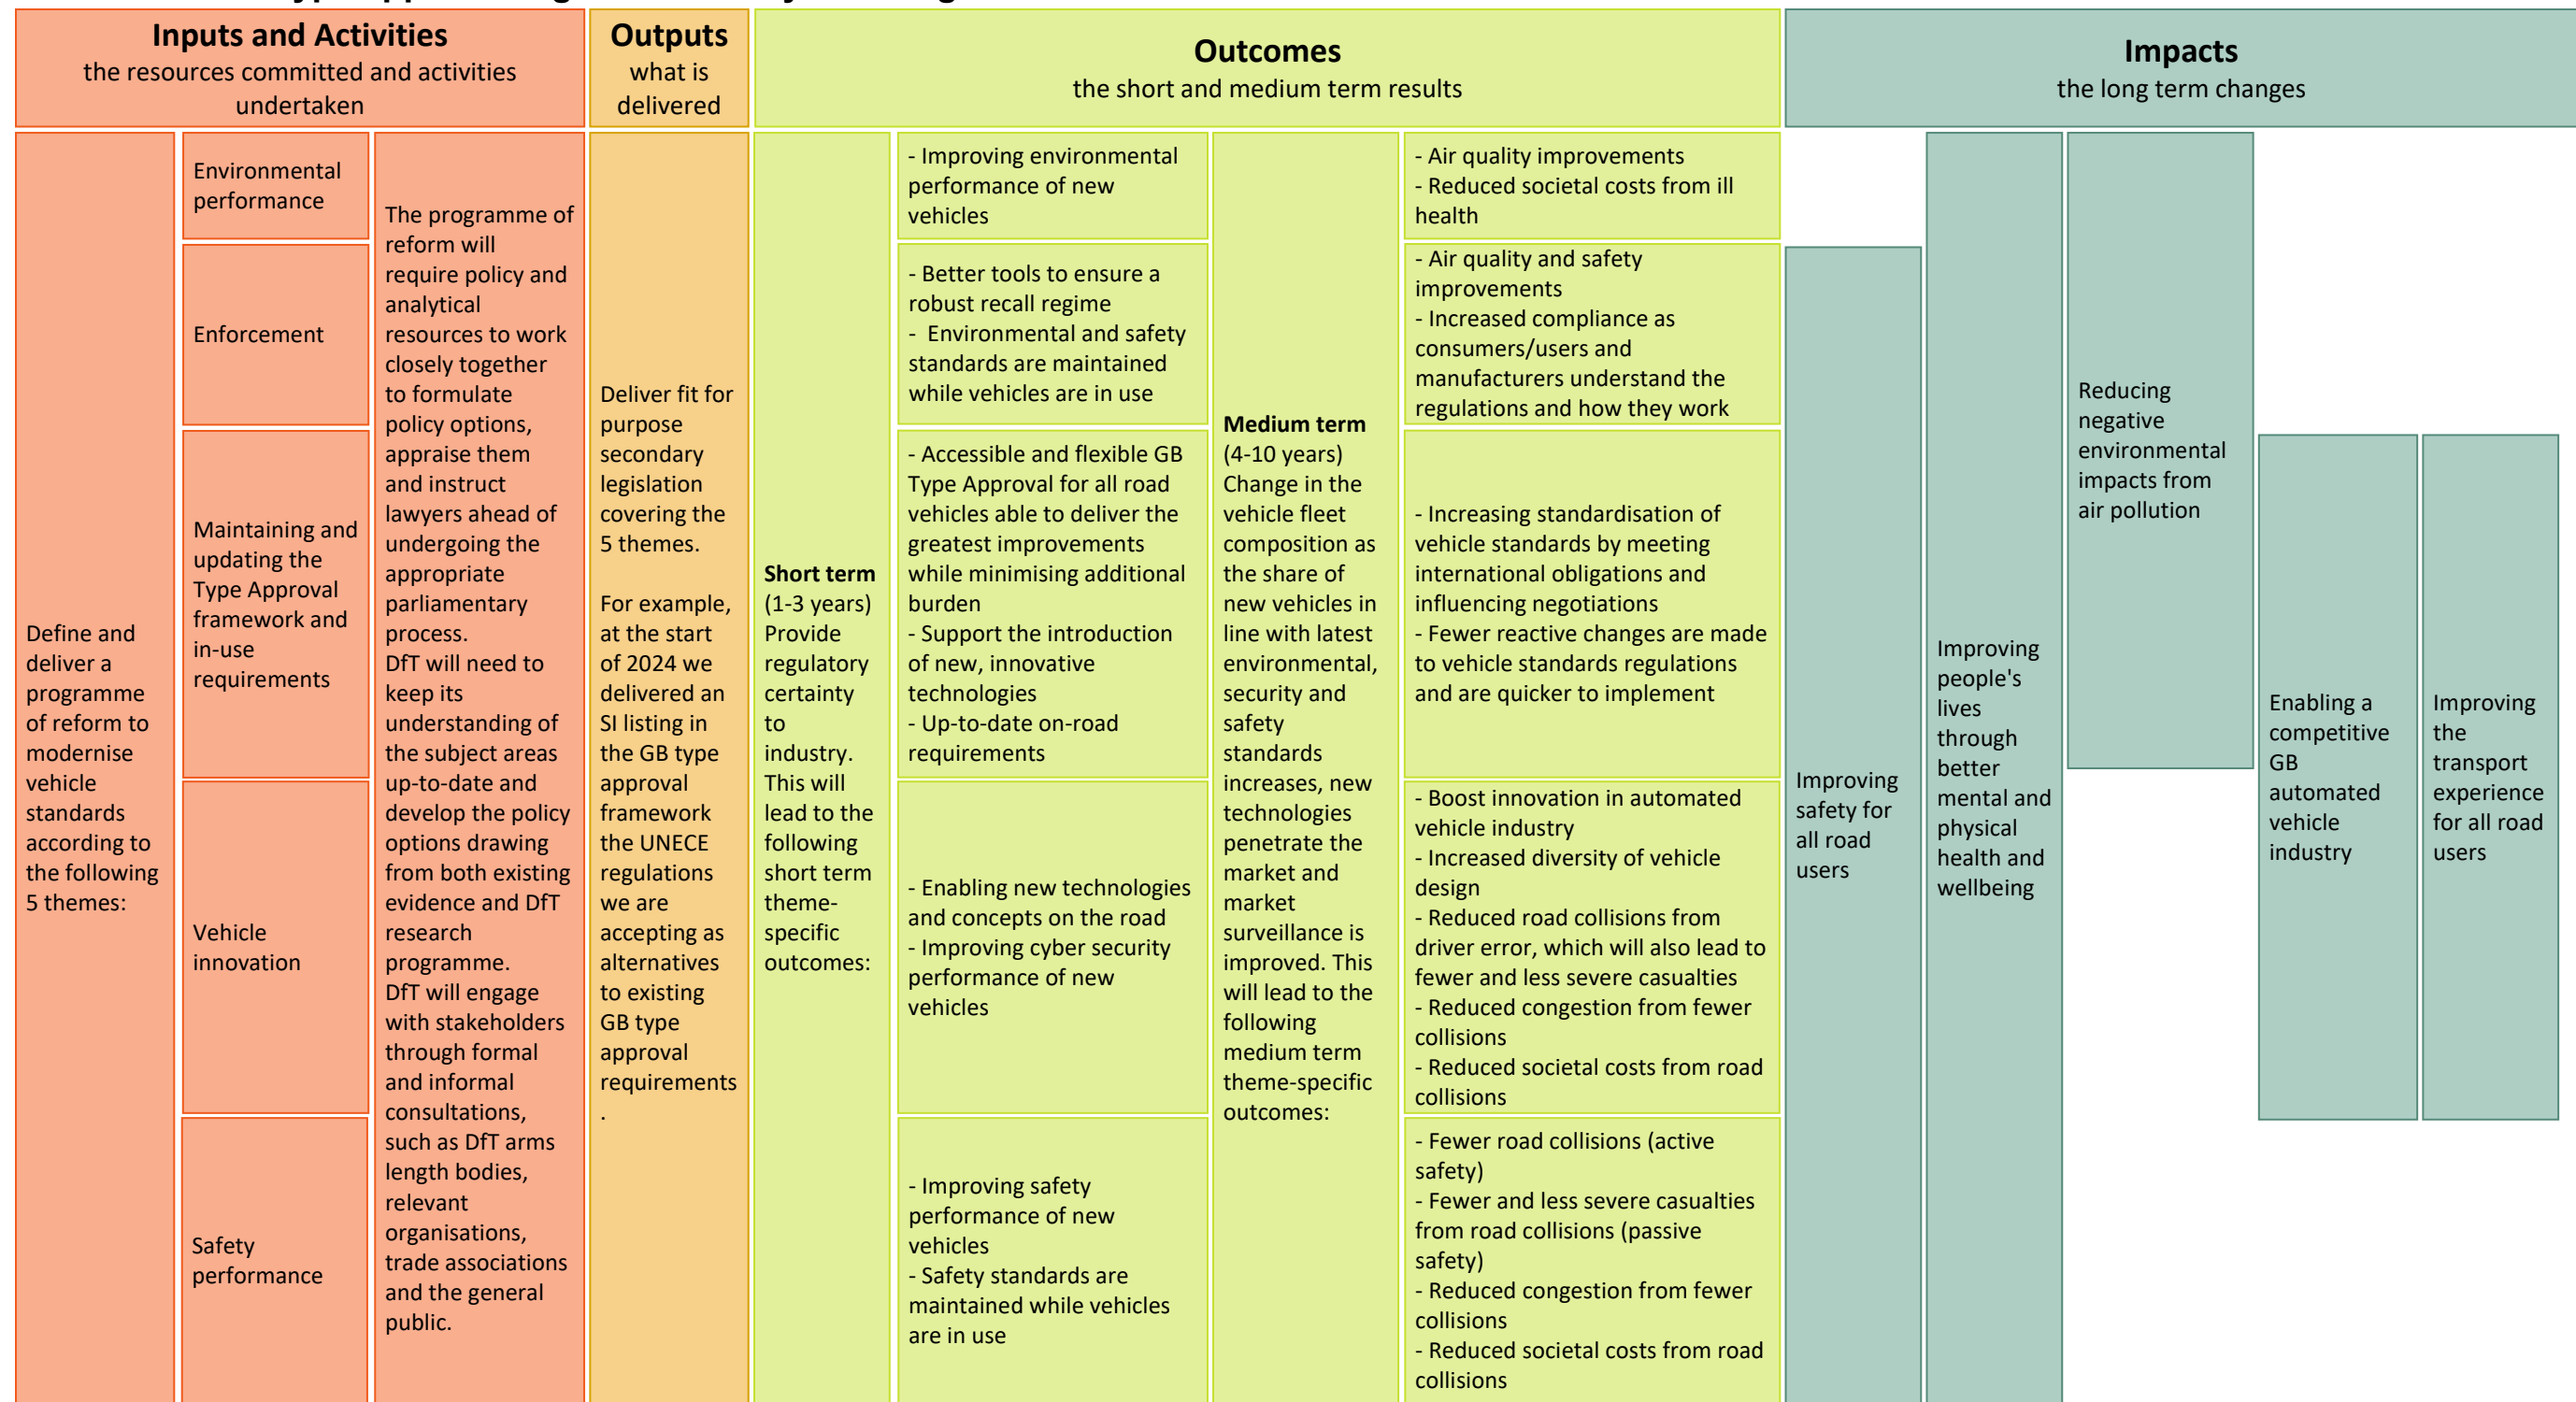 Inputs and Activities
the resources committed and activities
undertaken
Outputs
what is
delivered
Outcomes
the short and medium term results
Impacts
the long term changes
Define and
deliver a
programme
of reform to
modernise
vehicle
standards
according to
the following
5 themes:
Environmental
performance
Enforcement
Maintaining and
updating the
Type Approval
framework and
in-use
requirements
Vehicle
innovation
Safety
performance
The programme of
reform will
require policy and
analytical
resources to work
closely together
to formulate
policy options,
appraise them
and instruct
lawyers ahead of
undergoing the
appropriate
parliamentary
process.
DfT will need to
keep its
understanding of
the subject areas
up-to-date and
develop the policy
options drawing
from both existing
evidence and DfT
research
programme.
DfT will engage
with stakeholders
through formal
and informal
consultations,
such as DfT arms
length bodies,
relevant
organisations,
trade associations
and the general
public.
Deliver fit for
purpose
secondary
legislation
covering the
5 themes.
For example,
at the start
of 2024 we
delivered an
SI listing in
the GB type
approval
framework
the UNECE
regulations
we are
accepting as
alternatives
to existing
GB type
approval
requirements
.
Short term
(1-3 years)
Provide
regulatory
certainty
to
industry.
This will
lead to the
following
short term
theme-
specific
outcomes:
- Improving environmental
performance of new
vehicles
- Better tools to ensure a
robust recall regime
- Environmental and safety
standards are maintained
while vehicles are in use
- Accessible and flexible GB
Type Approval for all road
vehicles able to deliver the
greatest improvements
while minimising additional
burden
- Support the introduction
of new, innovative
technologies
- Up-to-date on-road
requirements
- Enabling new technologies
and concepts on the road
- Improving cyber security
performance of new
vehicles
- Improving safety
performance of new
vehicles
- Safety standards are
maintained while vehicles
are in use
Medium term
(4-10 years)
Change in the
vehicle fleet
composition as
the share of
new vehicles in
line with latest
environmental,
security and
safety
standards
increases, new
technologies
penetrate the
market and
market
surveillance is
improved. This
will lead to the
following
medium term
theme-specific
outcomes:
- Air quality improvements
- Reduced societal costs from ill
health
- Air quality and safety
improvements
- Increased compliance as
consumers/users and
manufacturers understand the
regulations and how they work
- Increasing standardisation of
vehicle standards by meeting
international obligations and
influencing negotiations
- Fewer reactive changes are made
to vehicle standards regulations
and are quicker to implement
- Boost innovation in automated
vehicle industry
- Increased diversity of vehicle
design
- Reduced road collisions from
driver error, which will also lead to
fewer and less severe casualties
- Reduced congestion from fewer
collisions
- Reduced societal costs from road
collisions
- Fewer road collisions (active
safety)
- Fewer and less severe casualties
from road collisions (passive
safety)
- Reduced congestion from fewer
collisions
- Reduced societal costs from road
collisions
Improving
safety for
all road
users
Improving
people's
lives
through
better
mental and
physical
health and
wellbeing
Reducing
negative
environmental
impacts from
air pollution
Enabling a
competitive
GB
automated
vehicle
industry
Improving
the
transport
experience
for all road
users